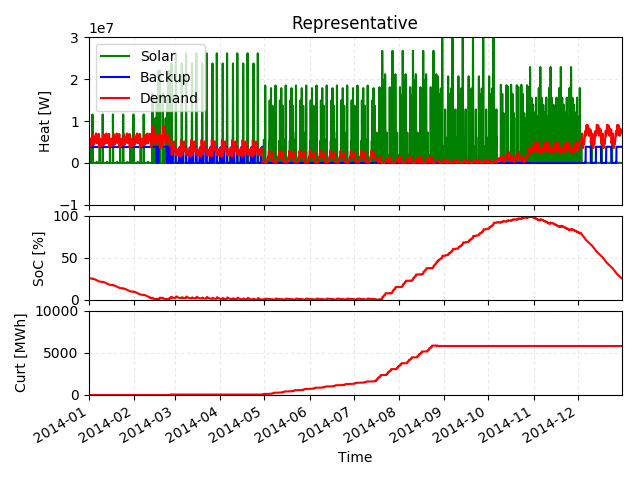 Representative
1e7
3
2
1
0
−1
Heat [W]
Solar
Backup
Demand
100
50
0
SoC [%]
10000
5000
0
Curt [MWh]
2014-01
2014-02
2014-03
2014-04
2014-05
2014-06
2014-07
2014-08
2014-09
2014-10
2014-11
2014-12
Time